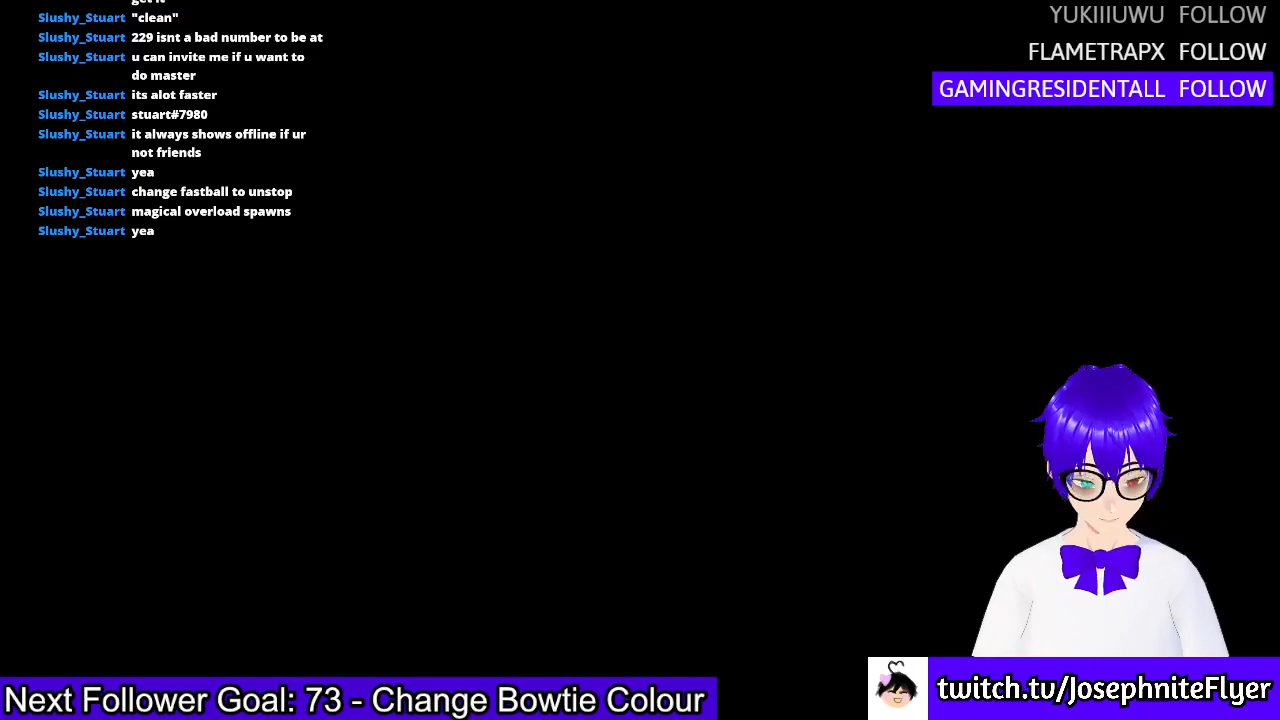 get it
Slushy_Stuart "clean"
Slushy_Stuart 229 isnt a bad number to be at
Slushy_Stuart u can invite me if u want to
do master
Slushy_Stuart its alot faster
Slushy_Stuart stuart#7980
Slushy_Stuart it always shows offline if ur
not friends
Slushy_Stuart yea
Slushy_Stuart change fastball to unstop
Slushy_Stuart magical overload spawns
Slushy_Stuart yea
YUKIIIUWU FOLLOW
FLAMETRAPX FOLLOW
GAMINGRESIDENTALL FOLLOW
Next Follower Goal: 73 - Change Bowtie Colour
twitch.tv/JosephniteFlyer